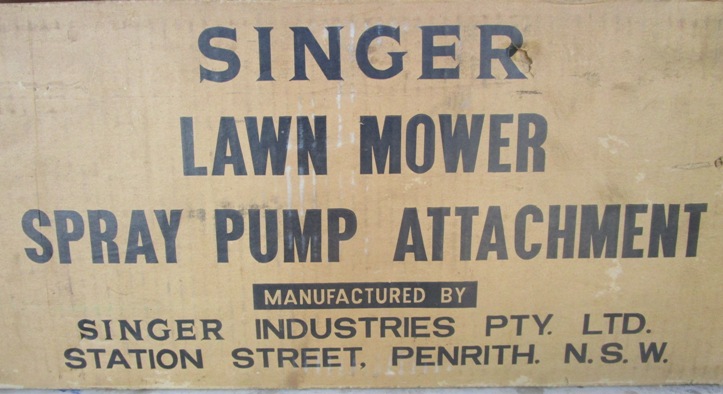 SINGER
LAWN MOWER
SPRAY PUMP ATTACHMENT
MANUFACTURED BY
SINGER INDUSTRIES PTY. LTD.
STATION STREET, PENRITH. N.S.W.